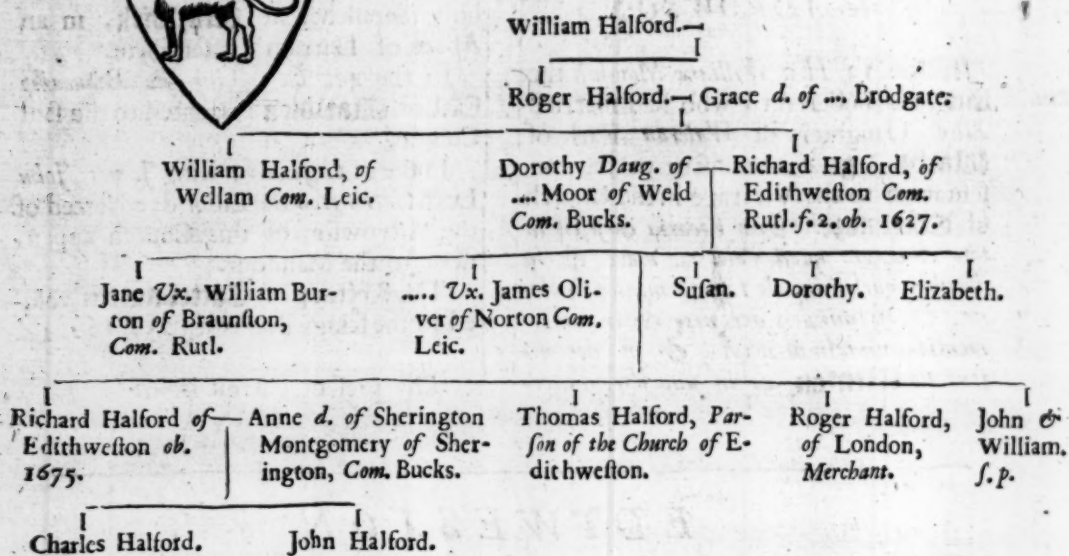 William Halford.
Roger Halford. Grace d. of ... Brodgate.
William Halford, of
Wellam Com. Leic.
Dorothy Daug. of
.... Moor of Weld
Com. Bucks.
Richard Halford, of
Edithweſton Com.
Rutl. ſ. 2. ob. 1627.
Jane Ux. William Bur-
ton of Braunſton,
Com. Rutl.
..... Ux. James Oli-
ver of Norton Com.
Leic.
Suſan.
Dorothy.
Elizabeth.
Richard Halford of
Edithweſton ob.
1675.
Anne d. of Sherington
Montgomery of Sher-
ington, Com. Bucks.
Thomas Halford, Par-
ſon of the Church of E-
dithweſton.
Roger Halford,
of London,
Merchant.
John &
William.
ſ. p.
Charles Halford.
John Halford.